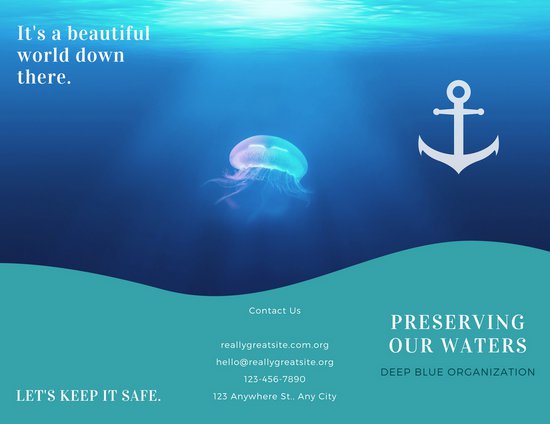 It's a beautiful
world down
there.
LET'S KEEP IT SAFE.
Contact Us
reallygreatsite.com.org
hello@reallygreatsite.org
123-456-7890
123 Anywhere St., Any City
PRESERVING
OUR WATERS
DEEP BLUE ORGANIZATION